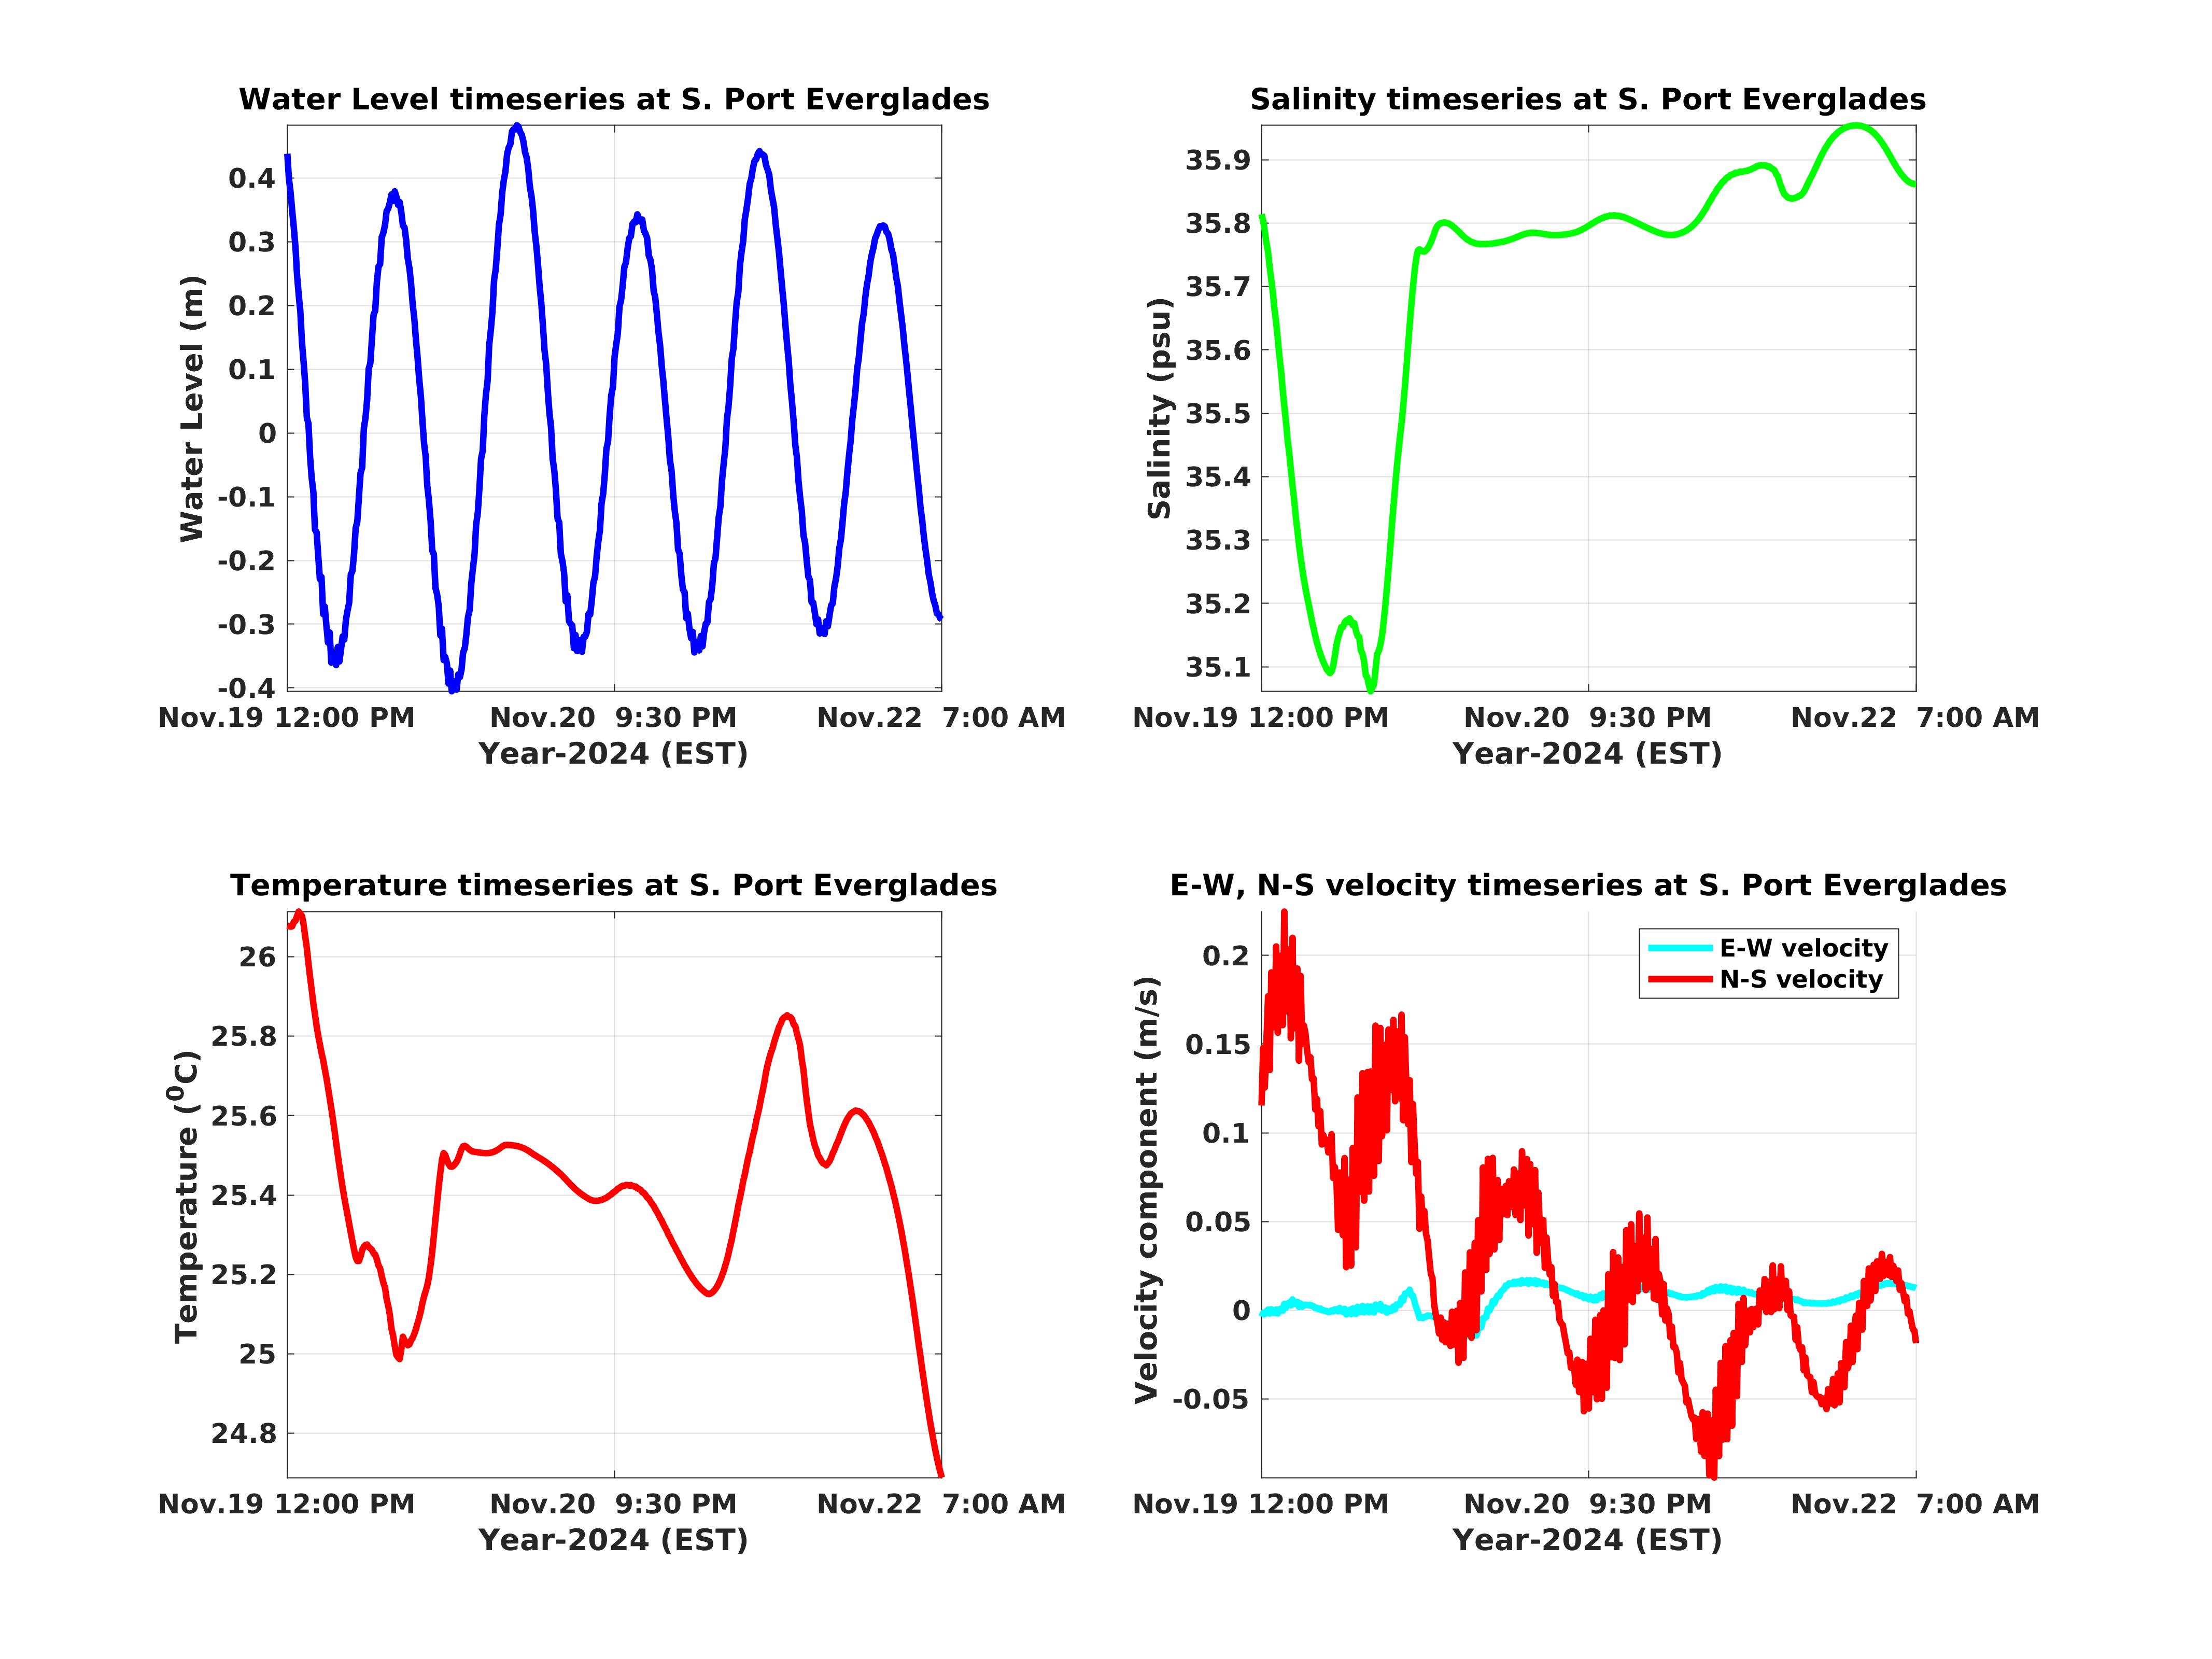 Water Level timeseries at S. Port Everglades
Water Level (m)
0.4
0.3
0.2
0.1
0
-0.1
-0.2
-0.3
-0.4
Nov.19 12:00 PM
Nov.20 9:30 PM
Nov.22 7:00 AM
Year-2024 (EST)
Salinity timeseries at S. Port Everglades
Salinity (psu)
35.9
35.8
35.7
35.6
35.5
35.4
35.3
35.2
35.1
Nov.19 12:00 PM
Nov.20 9:30 PM
Nov.22 7:00 AM
Year-2024 (EST)
Temperature timeseries at S. Port Everglades
Temperature (⁰C)
26
25.8
25.6
25.4
25.2
25
24.8
Nov.19 12:00 PM
Nov.20 9:30 PM
Nov.22 7:00 AM
Year-2024 (EST)
E-W, N-S velocity timeseries at S. Port Everglades
Velocity component (m/s)
0.2
0.15
0.1
0.05
0
-0.05
E-W velocity
N-S velocity
Nov.19 12:00 PM
Nov.20 9:30 PM
Nov.22 7:00 AM
Year-2024 (EST)